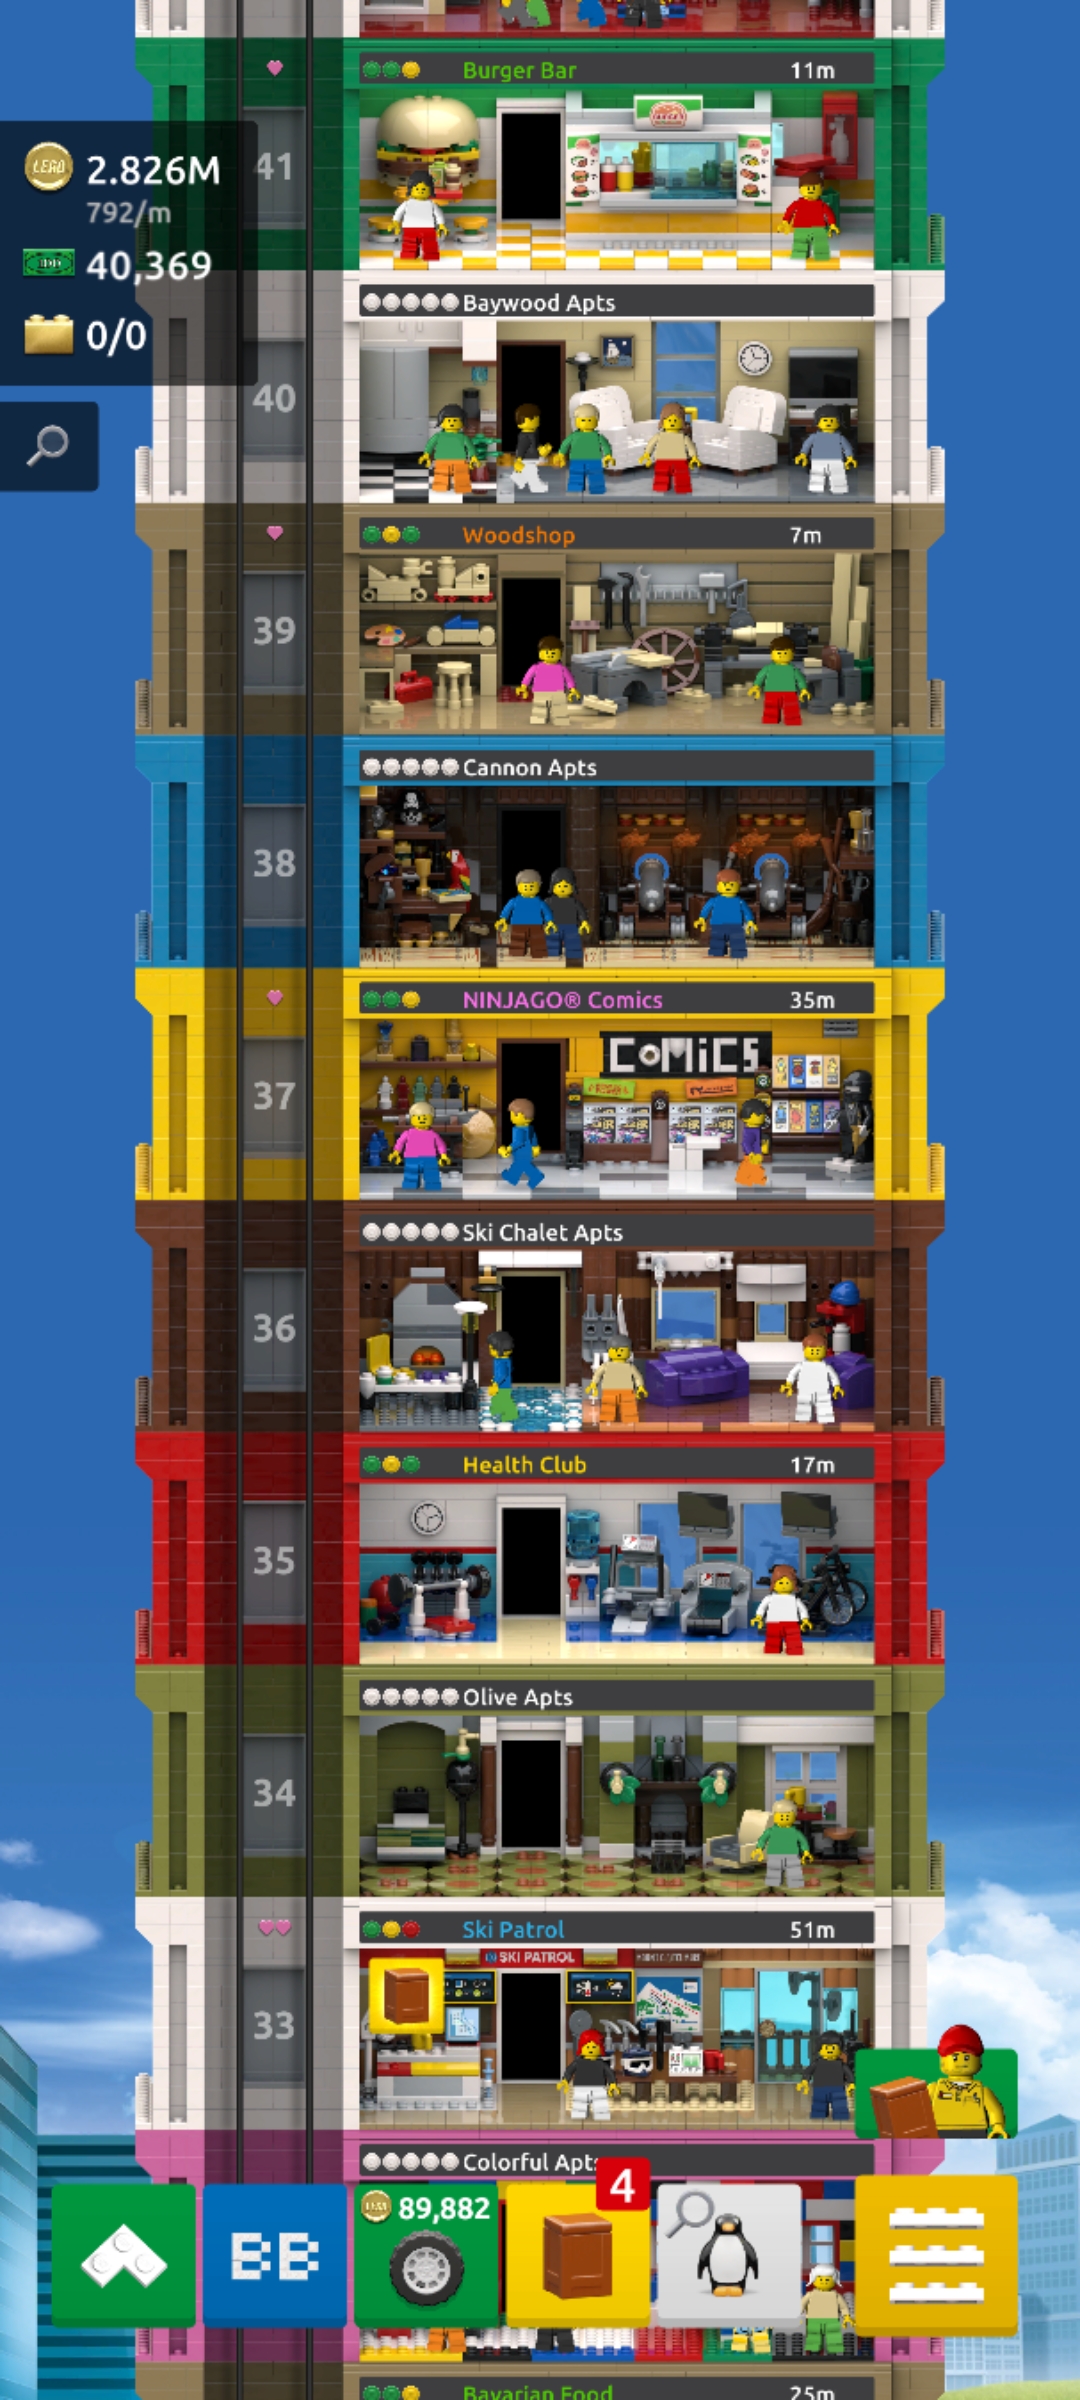 Burger Bar 11m
41
LEGO 2.826M
792/m
40,369
0/0
Baywood Apts
40
Woodshop 7m
39
Cannon Apts
38
NINJAGO® Comics 35m
COMiCS
37
Ski Chalet Apts
36
Health Club 17m
35
Olive Apts
34
Ski Patrol 51m
SKI PATROL
33
Colorful Apts
4
BB
89,882
Bavarian Food 25m